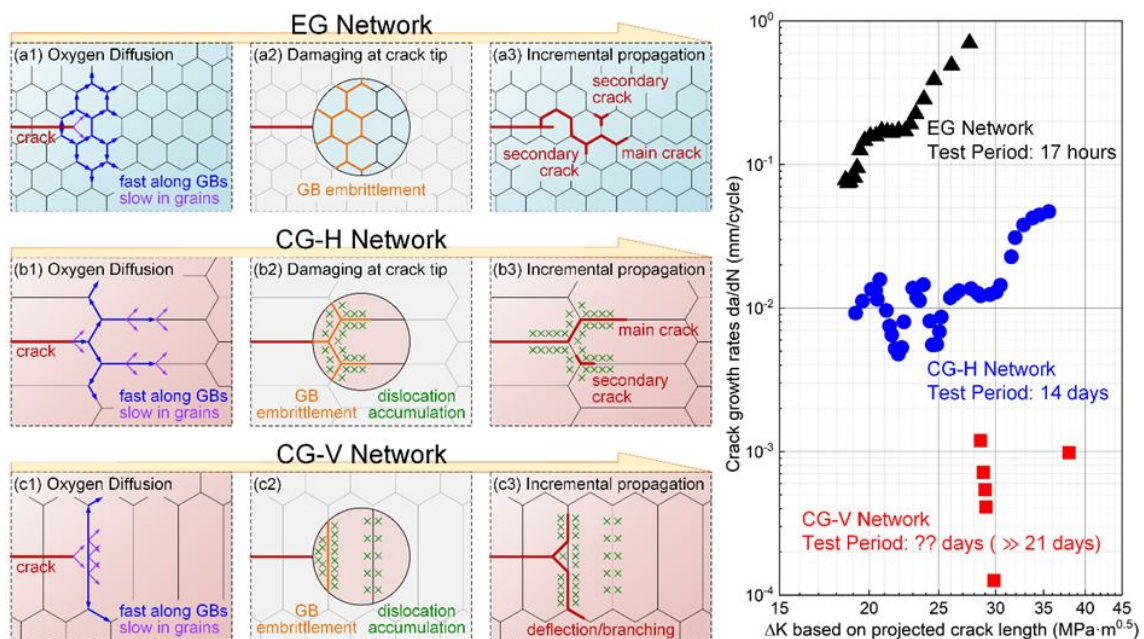 EG Network
(a1) Oxygen Diffusion
crack
fast along GBs
slow in grains
(a2) Damaging at crack tip
GB embrittlement
(a3) Incremental propagation
secondary
crack
secondary
crack
main crack
CG-H Network
(b1) Oxygen Diffusion
crack
fast along GBs
slow in grains
(b2) Damaging at crack tip
GB
embrittlement
dislocation
accumulation
(b3) Incremental propagation
main crack
secondary
crack
CG-V Network
(c1) Oxygen Diffusion
crack
fast along GBs
slow in grains
(c2)
GB
embrittlement
dislocation
accumulation
(c3) Incremental propagation
deflection/branching
Crack growth rates da/dN (mm/cycle)
10⁰
10⁻¹
10⁻²
10⁻³
10⁻⁴
EG Network
Test Period: 17 hours
CG-H Network
Test Period: 14 days
CG-V Network
Test Period: ?? days ( ≫ 21 days)
15 20 25 30 35 40 45
ΔK based on projected crack length (MPa·m⁰·⁵)